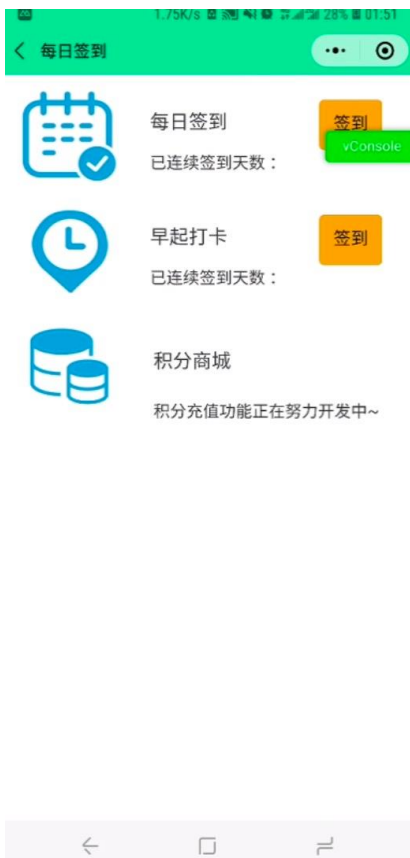 1.75K/s 28% 01:51
每日签到
每日签到
签到
vConsole
已连续签到天数：
早起打卡
签到
已连续签到天数：
积分商城
积分充值功能正在努力开发中~